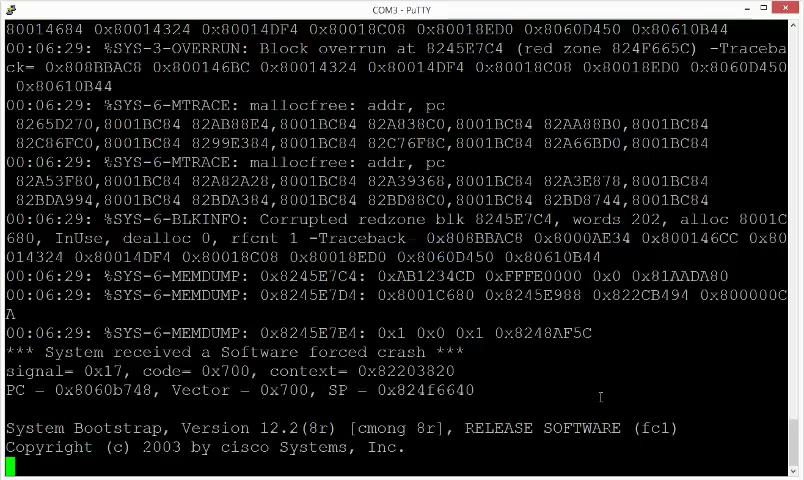 COM3 - PuTTY
80014684 0x80014324 0x80014DF4 0x80018C08 0x80018ED0 0x8060D450 0x80610B44
00:06:29: %SYS-3-OVERRUN: Block overrun at 8245E7C4 (red zone 824F665C) -Traceba
ck= 0x808BBAC8 0x800146BC 0x80014324 0x80014DF4 0x80018C08 0x80018ED0 0x8060D450
0x80610B44
00:06:29: %SYS-6-MTRACE: mallocfree: addr, pc
8265D270,8001BC84 82AB88E4,8001BC84 82A838C0,8001BC84 82AA88B0,8001BC84
82C86FC0,8001BC84 8299E384,8001BC84 82C76F8C,8001BC84 82A66BD0,8001BC84
00:06:29: %SYS-6-MTRACE: mallocfree: addr, pc
82A53F80,8001BC84 82A82A28,8001BC84 82A39368,8001BC84 82A3E878,8001BC84
82BDA994,8001BC84 82BDA384,8001BC84 82BD88C0,8001BC84 82BD8744,8001BC84
00:06:29: %SYS-6-BLKINFO: Corrupted redzone blk 8245E7C4, words 202, alloc 8001C
680, InUse, dealloc 0, rfcnt 1 -Traceback= 0x808BBAC8 0x8000AE34 0x800146CC 0x80
014324 0x80014DF4 0x80018C08 0x80018ED0 0x8060D450 0x80610B44
00:06:29: %SYS-6-MEMDUMP: 0x8245E7C4: 0xAB1234CD 0xFFFE0000 0x0 0x81AADA80
00:06:29: %SYS-6-MEMDUMP: 0x8245E7D4: 0x8001C680 0x8245E988 0x822CB494 0x800000C
A
00:06:29: %SYS-6-MEMDUMP: 0x8245E7E4: 0x1 0x0 0x1 0x8248AF5C
*** System received a Software forced crash ***
signal= 0x17, code= 0x700, context= 0x82203820
PC = 0x8060b748, Vector = 0x700, SP = 0x824f6640
System Bootstrap, Version 12.2(8r) [cmong 8r], RELEASE SOFTWARE (fc1)
Copyright (c) 2003 by cisco Systems, Inc.